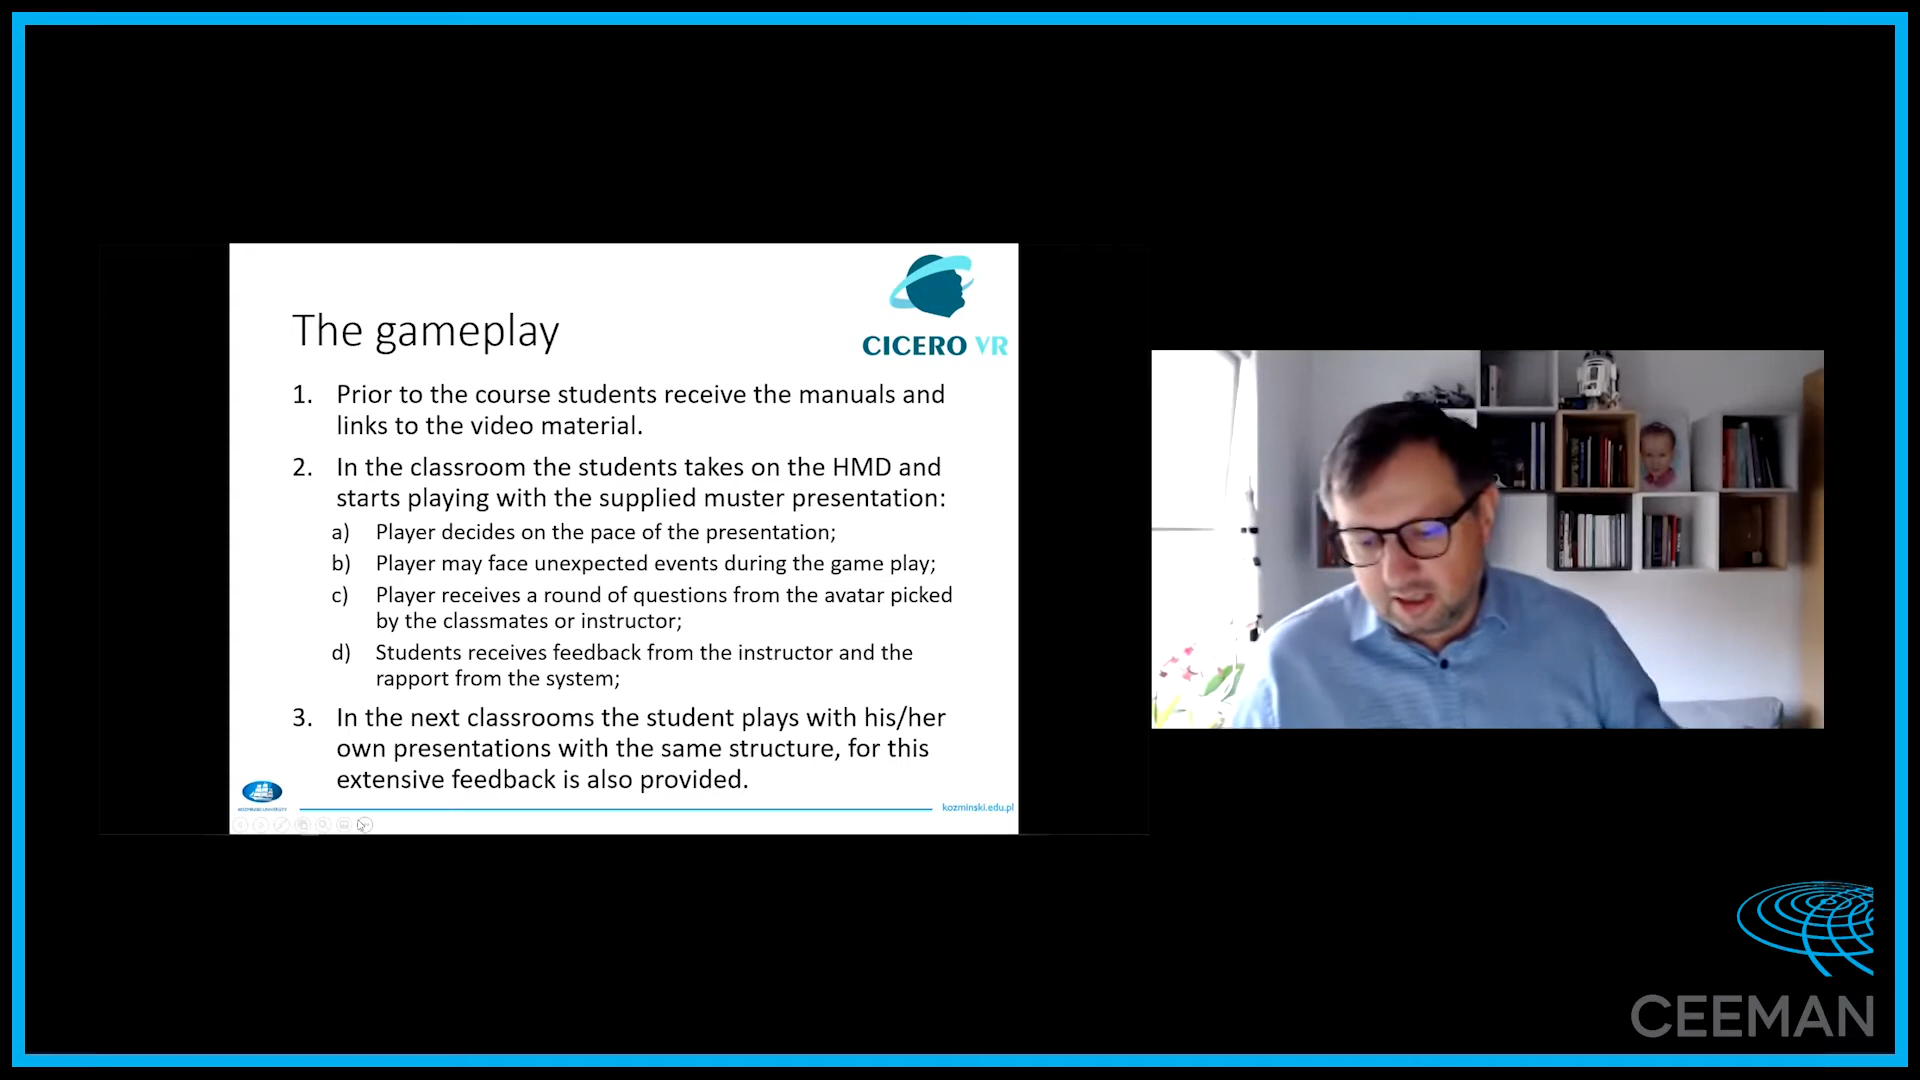 CICERO VR
The gameplay
1. Prior to the course students receive the manuals and
links to the video material.
2. In the classroom the students takes on the HMD and
starts playing with the supplied muster presentation:
a) Player decides on the pace of the presentation;
b) Player may face unexpected events during the game play;
c) Player receives a round of questions from the avatar picked
by the classmates or instructor;
d) Students receives feedback from the instructor and the
rapport from the system;
3. In the next classrooms the student plays with his/her
own presentations with the same structure, for this
extensive feedback is also provided.
KOZMINSKI UNIVERSITY
kozminski.edu.pl
CEEMAN